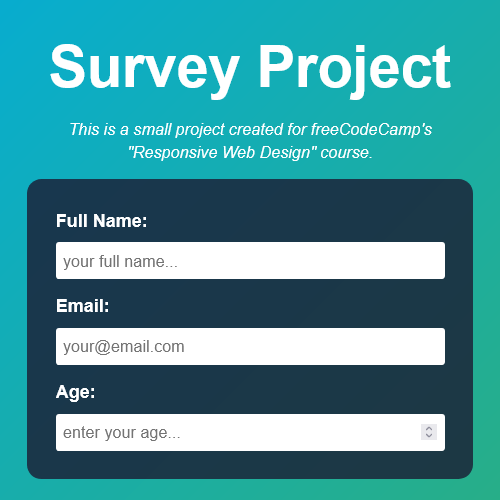 Survey Project
This is a small project created for freeCodeCamp's
"Responsive Web Design" course.
Full Name:
your full name...
Email:
your@email.com
Age:
enter your age...